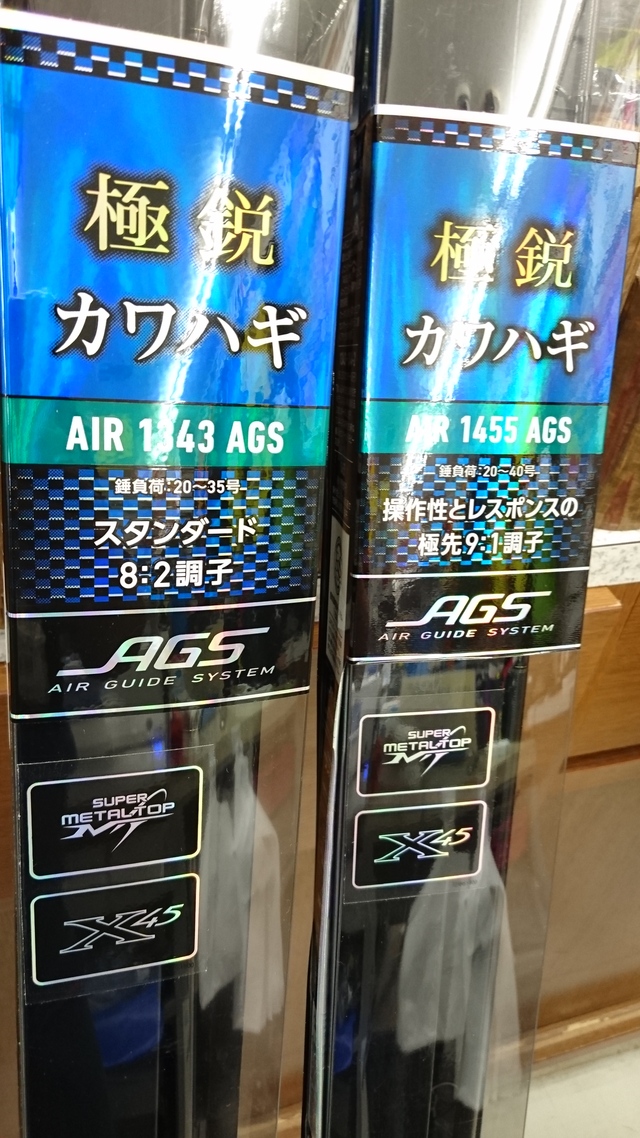 極鋭
カワハギ
AIR 1343 AGS
錘負荷:20～35号
スタンダード
8:2調子
AGS
AIR GUIDE SYSTEM
SUPER
METALTOP
MT
X45
極鋭
カワハギ
AIR 1455 AGS
錘負荷:20～40号
操作性とレスポンスの
極先9:1調子
AGS
AIR GUIDE SYSTEM
SUPER
METALTOP
MT
X45